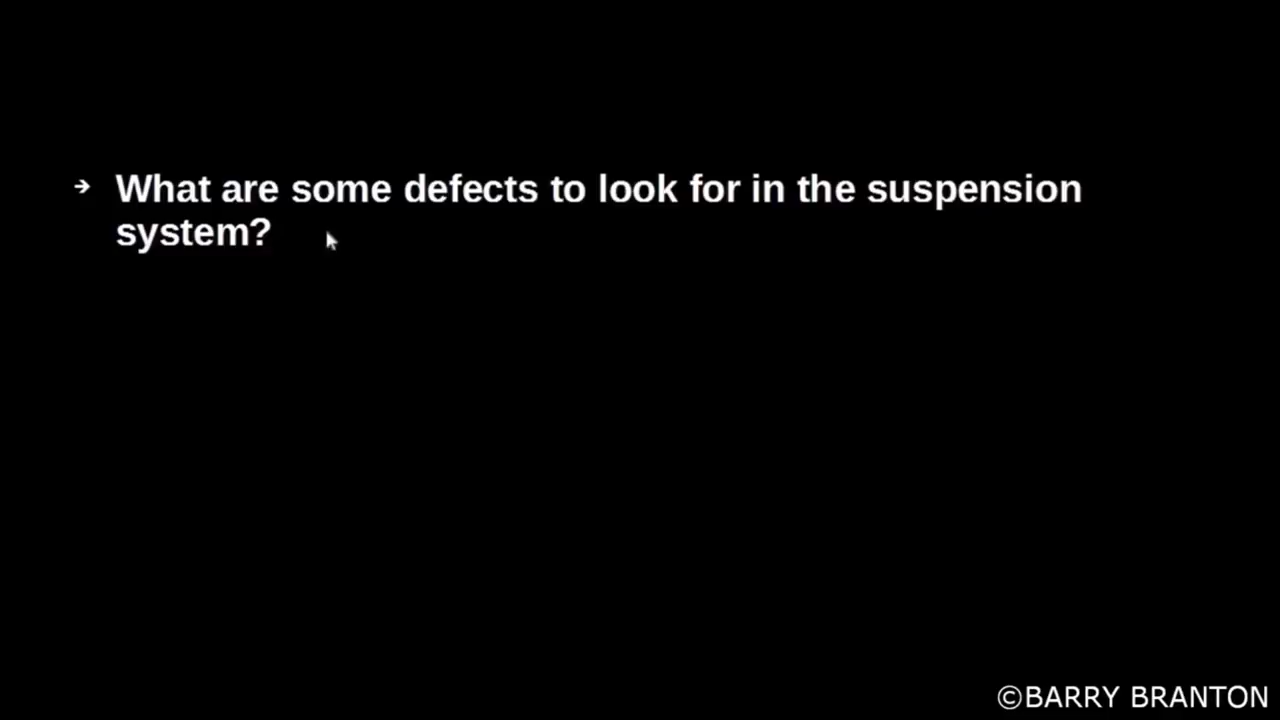 ➔ What are some defects to look for in the suspension
system?
©BARRY BRANTON